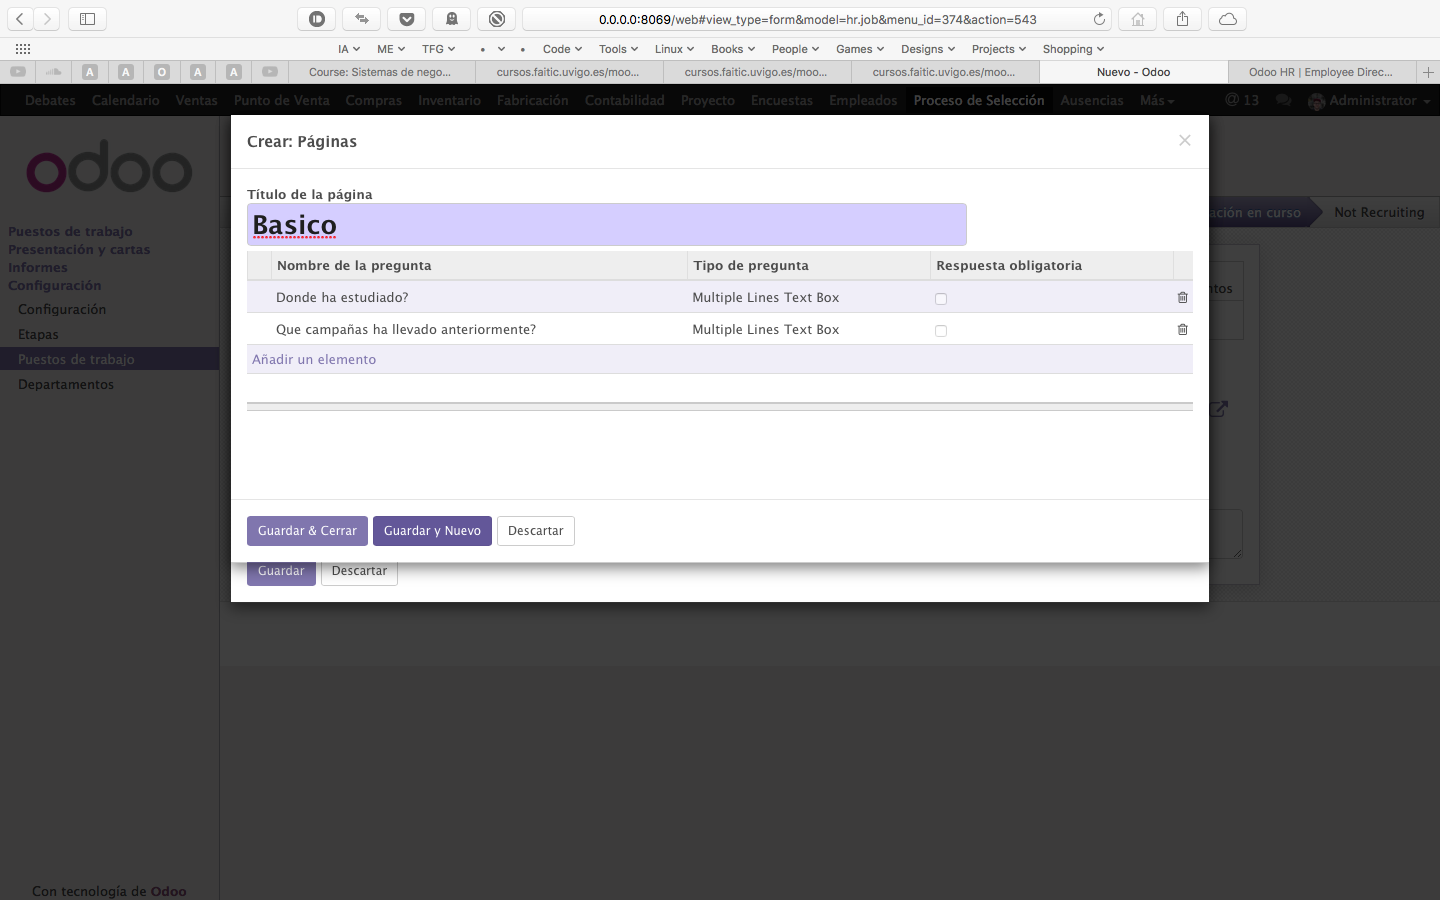 0.0.0.0:8069/web#view_type=form&model=hr.job&menu_id=374&action=543
IA ME TFG Code Tools Linux Books People Games Designs Projects Shopping
A A O A A Course: Sistemas de nego... cursos.faitic.uvigo.es/moo... cursos.faitic.uvigo.es/moo... cursos.faitic.uvigo.es/moo... Nuevo - Odoo Odoo HR | Employee Direc...
Debates Calendario Ventas Punto de Venta Compras Inventario Fabricación Contabilidad Proyecto Encuestas Empleados Proceso de Selección Ausencias Más @ 13 Administrator
odoo
Puestos de trabajo
Presentación y cartas
Informes
Configuración
Configuración
Etapas
Puestos de trabajo
Departamentos
Con tecnología de Odoo
ación en curso Not Recruiting
ntos
Crear: Páginas
Título de la página
Basico
Nombre de la pregunta Tipo de pregunta Respuesta obligatoria
Donde ha estudiado? Multiple Lines Text Box
Que campañas ha llevado anteriormente? Multiple Lines Text Box
Añadir un elemento
Guardar & Cerrar Guardar y Nuevo Descartar
Guardar Descartar